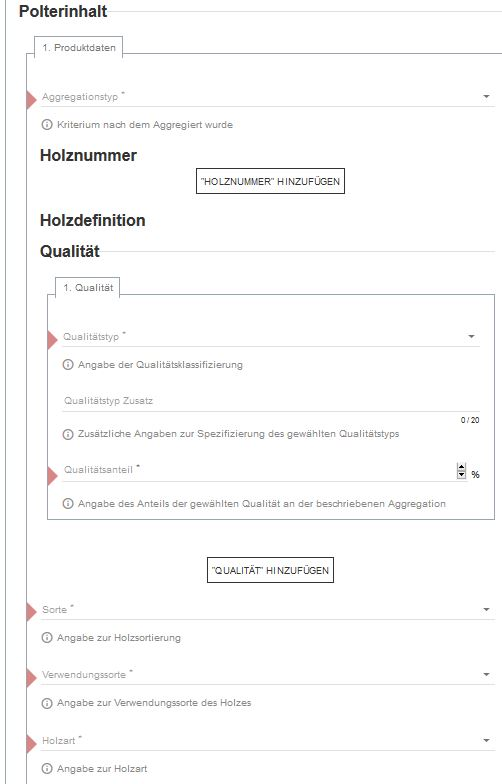 Polterinhalt
1. Produktdaten
Aggregationstyp *
Kriterium nach dem Aggregiert wurde
Holznummer
"HOLZNUMMER" HINZUFÜGEN
Holzdefinition
Qualität
1. Qualität
Qualitätstyp *
Angabe der Qualitätsklassifizierung
Qualitätstyp Zusatz
0 / 20
Zusätzliche Angaben zur Spezifizierung des gewählten Qualitätstyps
Qualitätsanteil *
%
Angabe des Anteils der gewählten Qualität an der beschriebenen Aggregation
"QUALITÄT" HINZUFÜGEN
Sorte *
Angabe zur Holzsortierung
Verwendungssorte *
Angabe zur Verwendungssorte des Holzes
Holzart *
Angabe zur Holzart